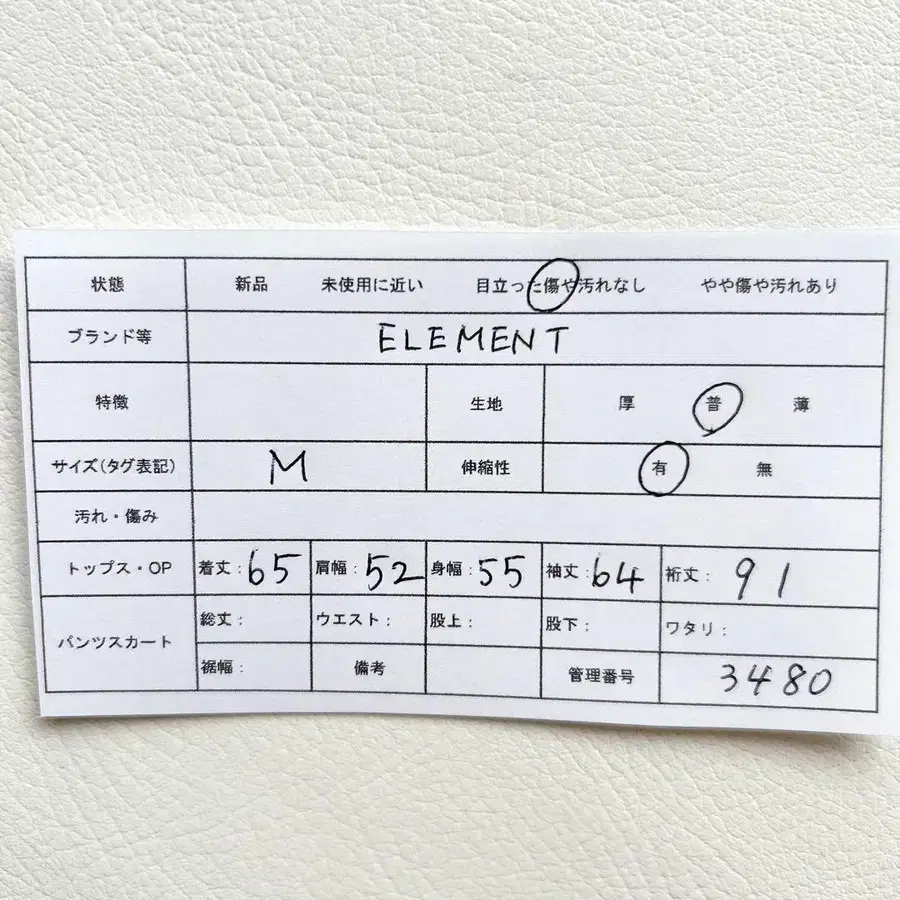 状態 新品 未使用に近い 目立った傷や汚れなし やや傷や汚れあり
ブランド等 ELEMENT
特徴 生地 厚 普 薄
サイズ(タグ表記) M 伸縮性 有 無
汚れ・傷み
トップス・OP 着丈:65 肩幅:52 身幅:55 袖丈:64 裄丈:91
パンツスカート 総丈: ウエスト: 股上: 股下: ワタリ:
裾幅: 備考 管理番号 3480